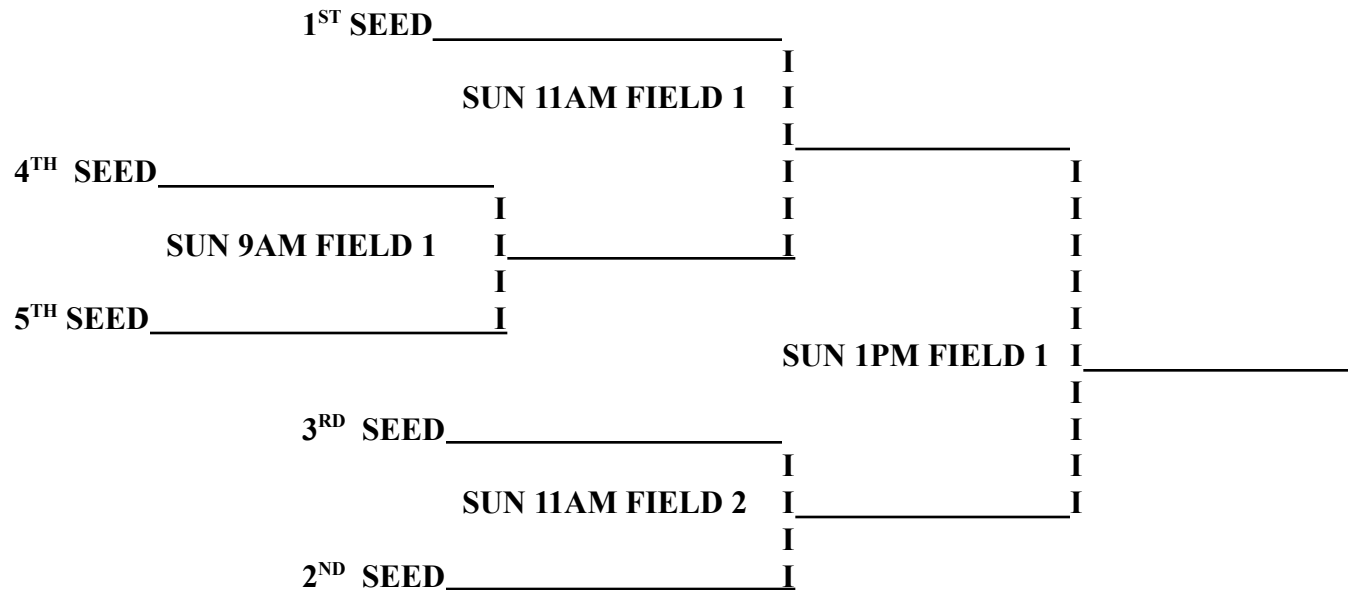 1ST SEED
SUN 11AM FIELD 1
4TH SEED
SUN 9AM FIELD 1
5TH SEED
SUN 1PM FIELD 1
3RD SEED
SUN 11AM FIELD 2
2ND SEED